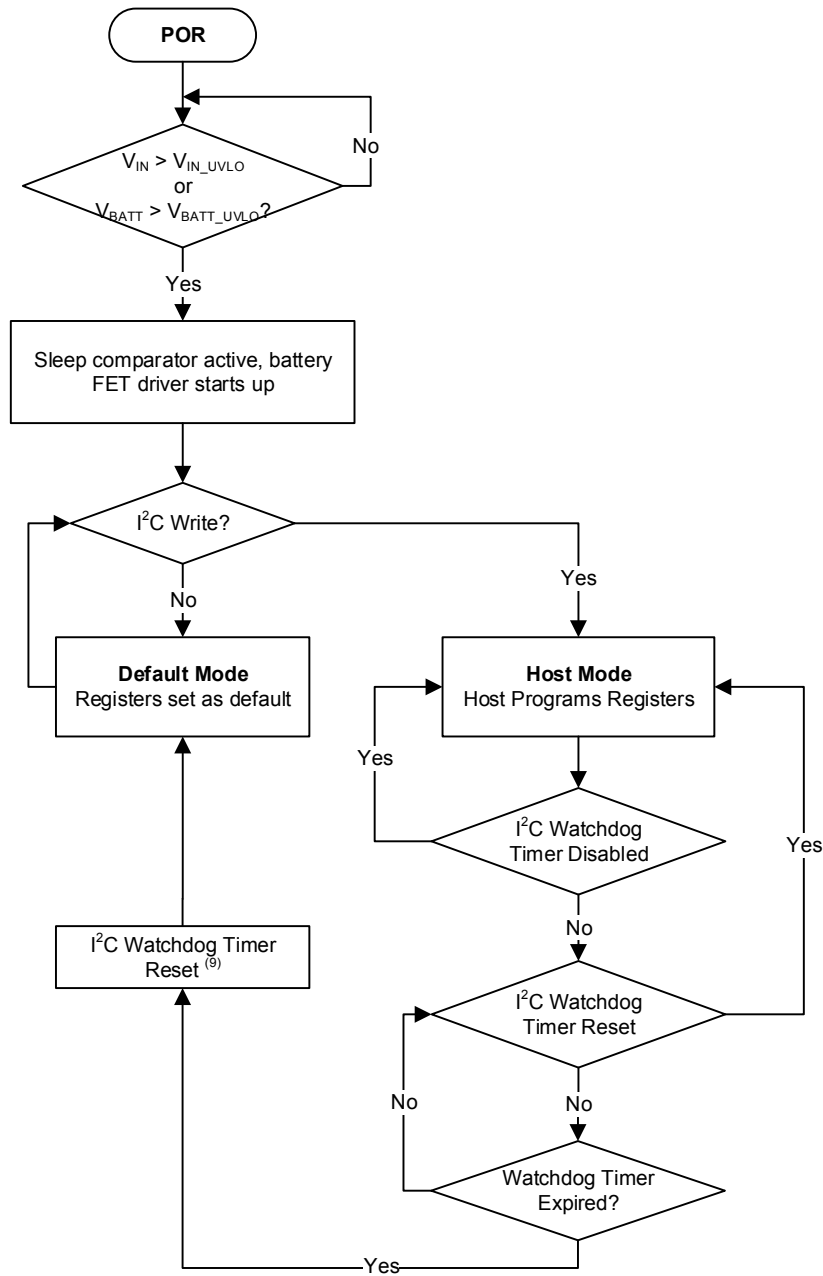 POR
No
V_IN > V_IN_UVLO
or
V_BATT > V_BATT_UVLO?
Yes
Sleep comparator active, battery
FET driver starts up
I²C Write?
Yes
No
Default Mode
Registers set as default
Host Mode
Host Programs Registers
Yes
I²C Watchdog
Timer Disabled
Yes
No
I²C Watchdog Timer
Reset (9)
I²C Watchdog
Timer Reset
No
No
Watchdog Timer
Expired?
Yes